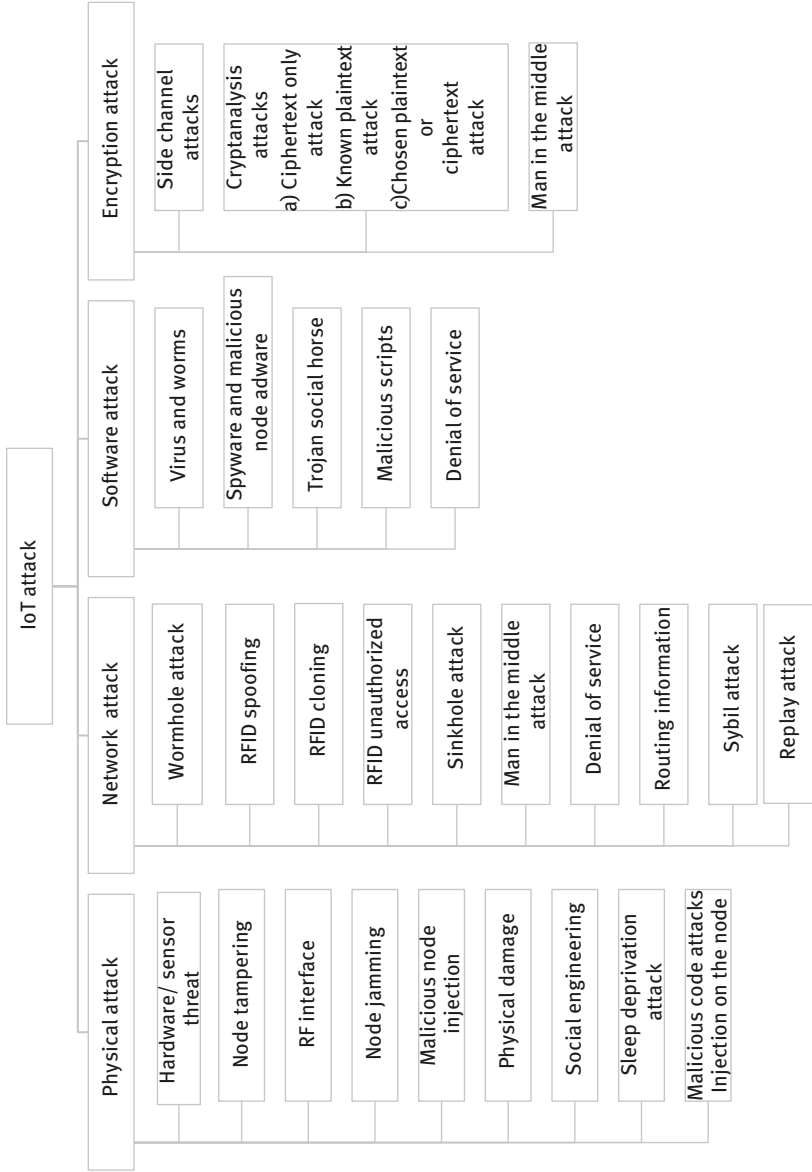 IoT attack
Physical attack
Hardware/ sensor
threat
Node tampering
RF interface
Node jamming
Malicious node
injection
Physical damage
Social engineering
Sleep deprivation
attack
Malicious code attacks
Injection on the node
Network attack
Wormhole attack
RFID spoofing
RFID cloning
RFID unauthorized
access
Sinkhole attack
Man in the middle
attack
Denial of service
Routing information
Sybil attack
Replay attack
Software attack
Virus and worms
Spyware and malicious
node adware
Trojan social horse
Malicious scripts
Denial of service
Encryption attack
Side channel
attacks
Cryptanalysis
attacks
a) Ciphertext only
attack
b) Known plaintext
attack
c)Chosen plaintext
or
ciphertext
attack
Man in the middle
attack